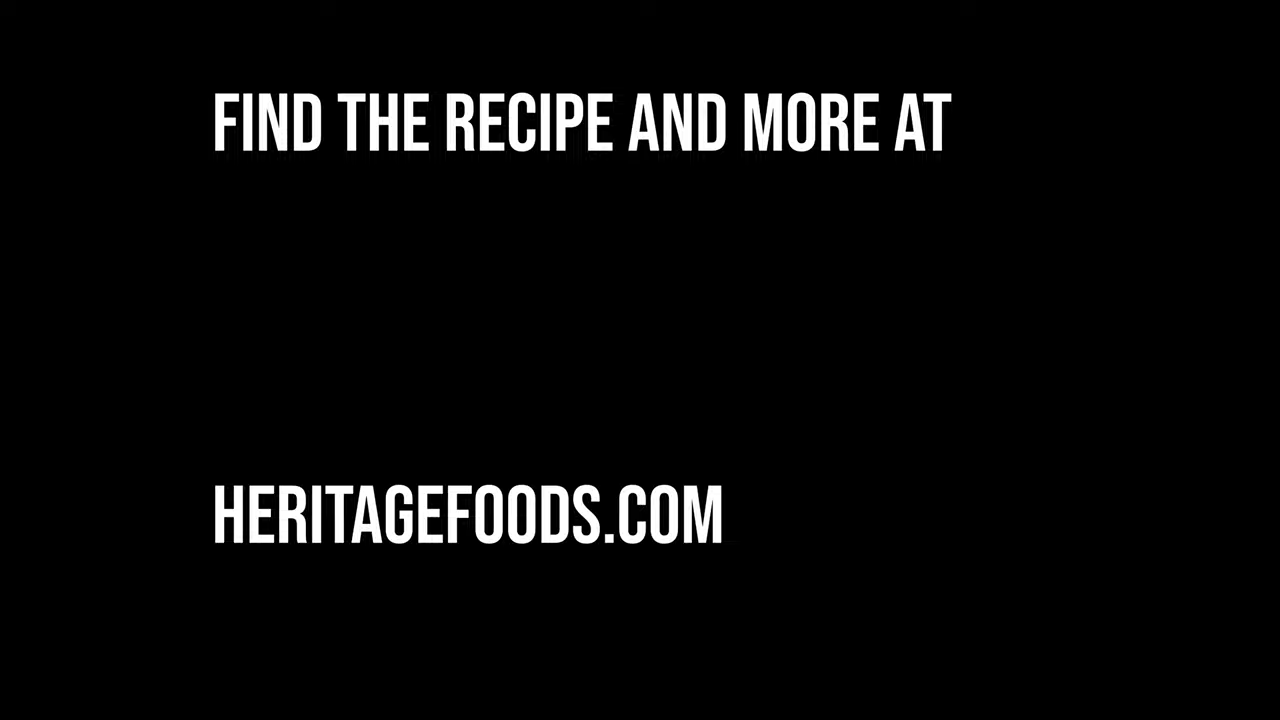 FIND THE RECIPE AND MORE AT
HERITAGEFOODS.COM